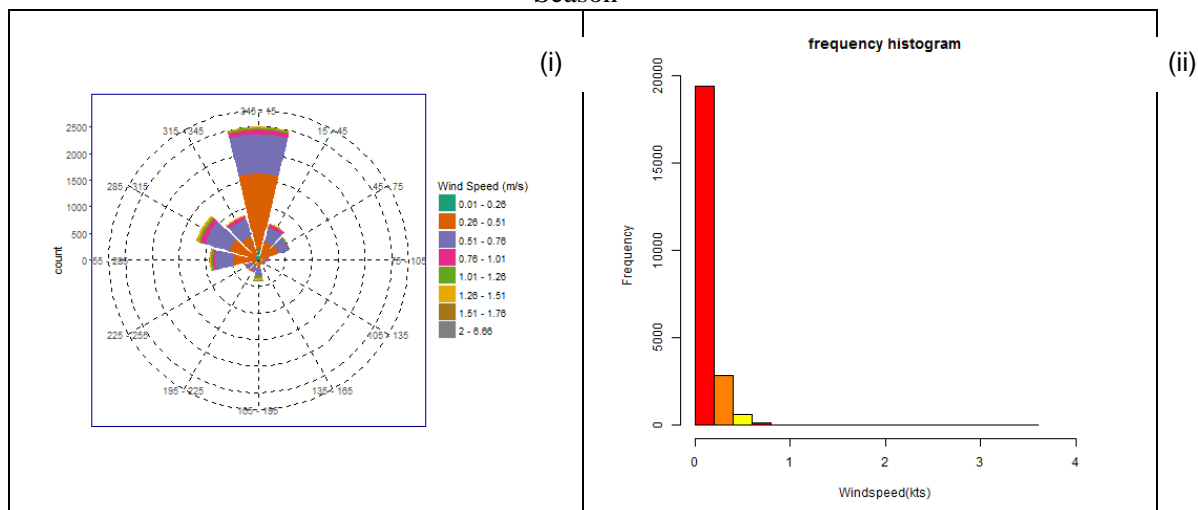 Season
(i)
345 - 15
315 - 345
15 - 45
285 - 315
45 - 75
255 - 285
75 - 105
225 - 255
105 - 135
195 - 225
135 - 165
165 - 195
2500
2000
1500
1000
500
0
count
Wind Speed (m/s)
0.01 - 0.26
0.26 - 0.51
0.51 - 0.76
0.76 - 1.01
1.01 - 1.26
1.26 - 1.51
1.51 - 1.76
2 - 6.66
frequency histogram
(ii)
Frequency
20000
15000
10000
5000
0
0 1 2 3 4
Windspeed(kts)